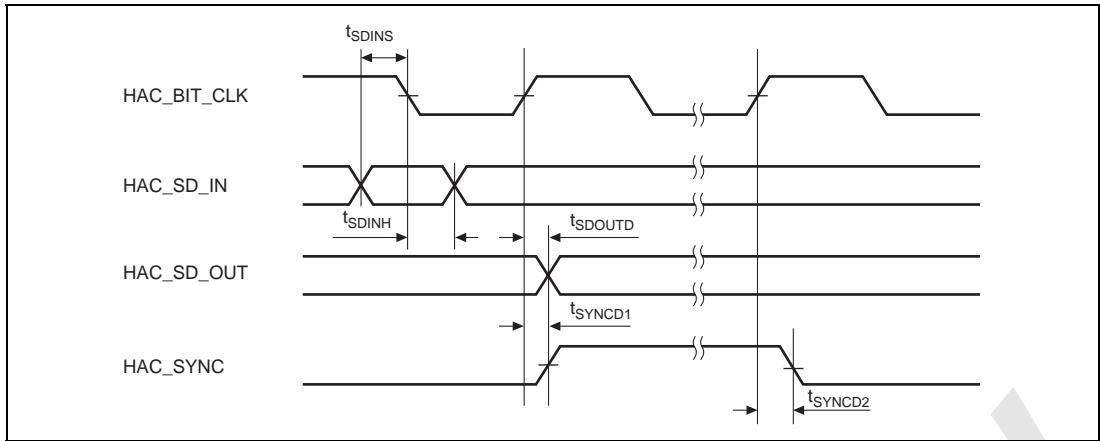 tSDINS
HAC_BIT_CLK
HAC_SD_IN
tSDINH
tSDOUTD
HAC_SD_OUT
tSYNCD1
HAC_SYNC
tSYNCD2